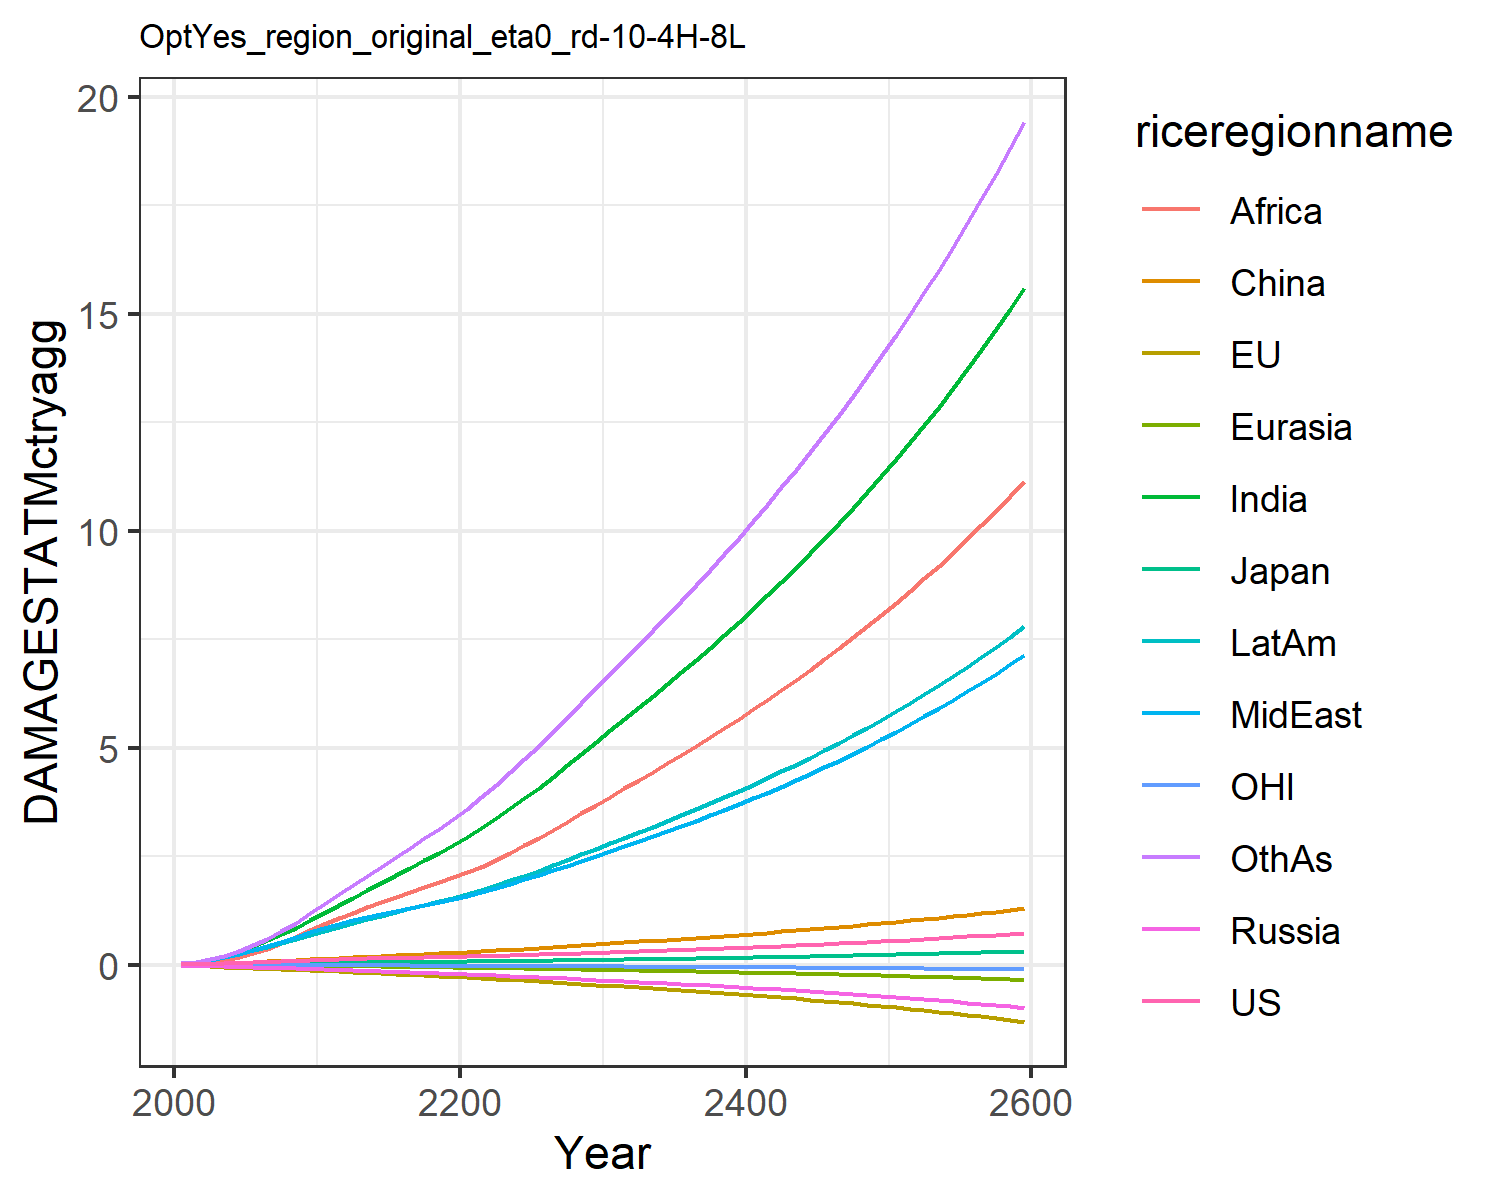 OptYes_region_original_eta0_rd-10-4H-8L
20
15
10
5
0
DAMAGESTATMctryagg
2000
2200
2400
2600
Year
riceregionname
Africa
China
EU
Eurasia
India
Japan
LatAm
MidEast
OHI
OthAs
Russia
US